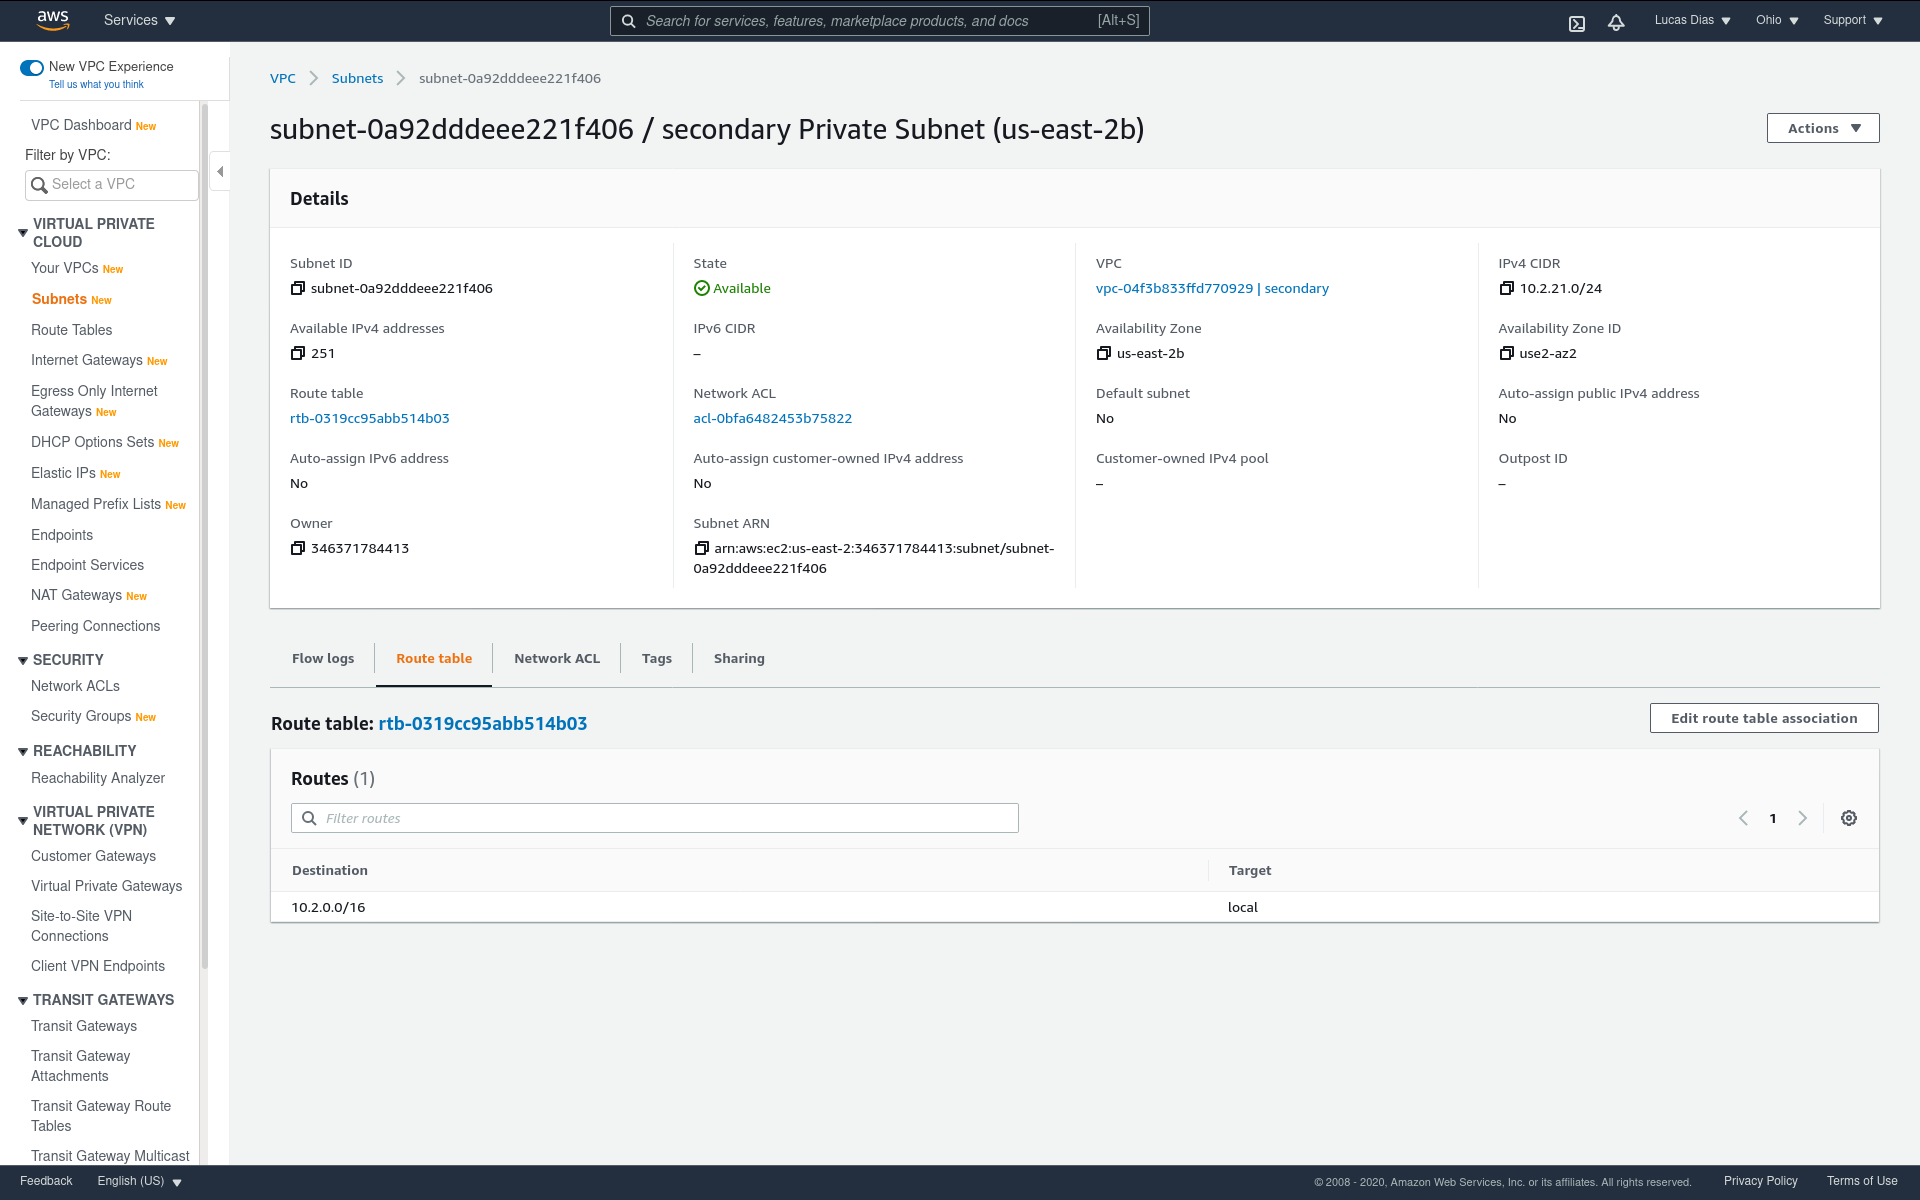 aws
Services
Search for services, features, marketplace products, and docs
[Alt+S]
Lucas Dias
Ohio
Support
New VPC Experience
Tell us what you think
VPC Dashboard New
Filter by VPC:
Select a VPC
VIRTUAL PRIVATE
CLOUD
Your VPCs New
Subnets New
Route Tables
Internet Gateways New
Egress Only Internet
Gateways New
DHCP Options Sets New
Elastic IPs New
Managed Prefix Lists New
Endpoints
Endpoint Services
NAT Gateways New
Peering Connections
SECURITY
Network ACLs
Security Groups New
REACHABILITY
Reachability Analyzer
VIRTUAL PRIVATE
NETWORK (VPN)
Customer Gateways
Virtual Private Gateways
Site-to-Site VPN
Connections
Client VPN Endpoints
TRANSIT GATEWAYS
Transit Gateways
Transit Gateway
Attachments
Transit Gateway Route
Tables
Transit Gateway Multicast
VPC
Subnets
subnet-0a92dddeee221f406
subnet-0a92dddeee221f406 / secondary Private Subnet (us-east-2b)
Actions
Details
Subnet ID
subnet-0a92dddeee221f406
State
Available
VPC
vpc-04f3b833ffd770929 | secondary
IPv4 CIDR
10.2.21.0/24
Available IPv4 addresses
251
IPv6 CIDR
–
Availability Zone
us-east-2b
Availability Zone ID
use2-az2
Route table
rtb-0319cc95abb514b03
Network ACL
acl-0bfa6482453b75822
Default subnet
No
Auto-assign public IPv4 address
No
Auto-assign IPv6 address
No
Auto-assign customer-owned IPv4 address
No
Customer-owned IPv4 pool
–
Outpost ID
–
Owner
346371784413
Subnet ARN
arn:aws:ec2:us-east-2:346371784413:subnet/subnet-
0a92dddeee221f406
Flow logs
Route table
Network ACL
Tags
Sharing
Route table: rtb-0319cc95abb514b03
Edit route table association
Routes (1)
Filter routes
1
Destination
Target
10.2.0.0/16
local
Feedback
English (US)
© 2008 - 2020, Amazon Web Services, Inc. or its affiliates. All rights reserved.
Privacy Policy
Terms of Use